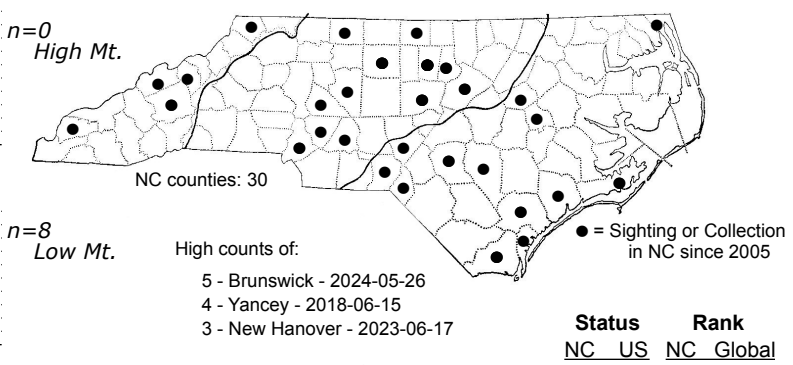 n=0
High Mt.
NC counties: 30
n=8
Low Mt.
High counts of:
5 - Brunswick - 2024-05-26
4 - Yancey - 2018-06-15
3 - New Hanover - 2023-06-17
● = Sighting or Collection
in NC since 2005
Status Rank
NC US NC Global